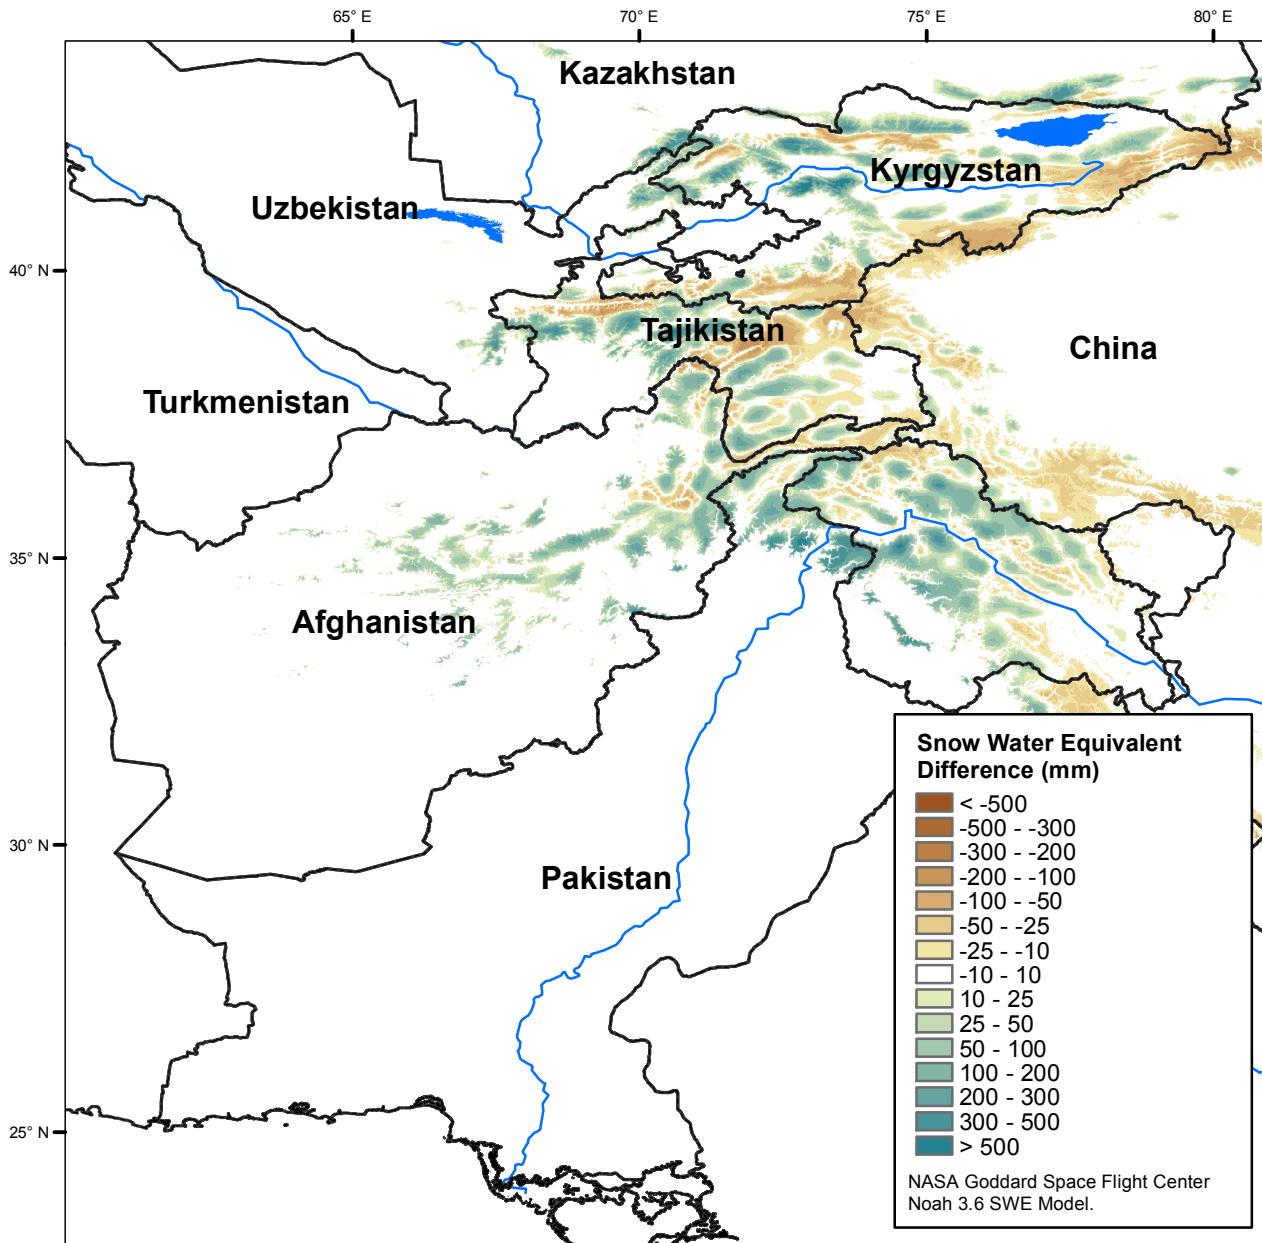 65° E
70° E
75° E
80° E
Kazakhstan
Kyrgyzstan
Uzbekistan
40° N
Tajikistan
China
Turkmenistan
35° N
Afghanistan
30° N
Pakistan
25° N
Snow Water Equivalent
Difference (mm)
< -500
-500 - -300
-300 - -200
-200 - -100
-100 - -50
-50 - -25
-25 - -10
-10 - 10
10 - 25
25 - 50
50 - 100
100 - 200
200 - 300
300 - 500
> 500
NASA Goddard Space Flight Center
Noah 3.6 SWE Model.